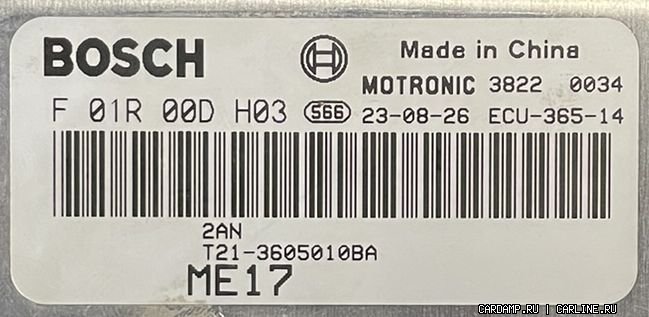 BOSCH
Made in China
MOTRONIC 3822 0034
F 01R 00D H03 S66 23-08-26 ECU-365-14
2AN
T21-3605010BA
ME17
CARDAMP.RU | CARLINE.RU